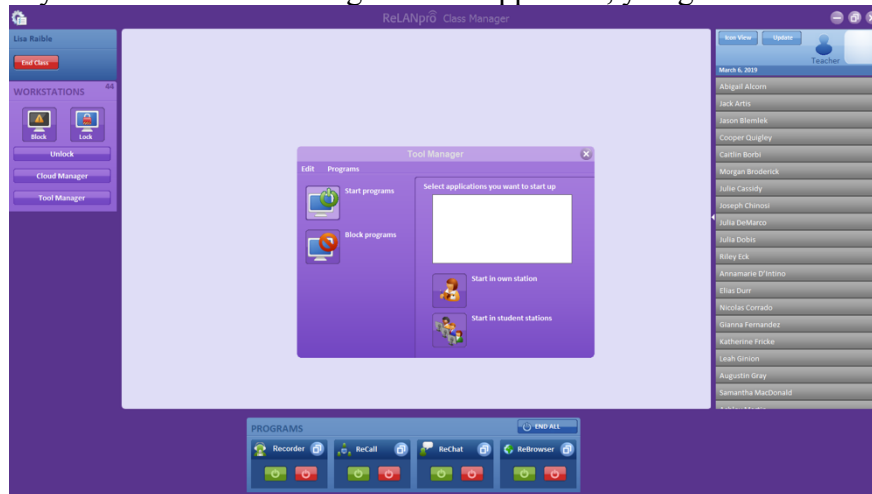 ReLANpro Class Manager
Lisa Raible
End Class
WORKSTATIONS 44
Block
Lock
Unlock
Cloud Manager
Tool Manager
Tool Manager
Edit Programs
Start programs
Block programs
Select applications you want to start up
Start in own station
Start in student stations
Icon View Update
Teacher
March 6, 2019
Abigail Alcorn
Jack Artis
Jason Blemlek
Cooper Quigley
Caitlin Borbi
Morgan Broderick
Julie Cassidy
Joseph Chinosi
Julia DeMarco
Julia Dobis
Riley Eck
Annamarie D'Intino
Elias Durr
Nicolas Corrado
Gianna Fernandez
Katherine Fricke
Leah Ginion
Augustin Gray
Samantha MacDonald
PROGRAMS
END ALL
Recorder
ReCall
ReChat
ReBrowser